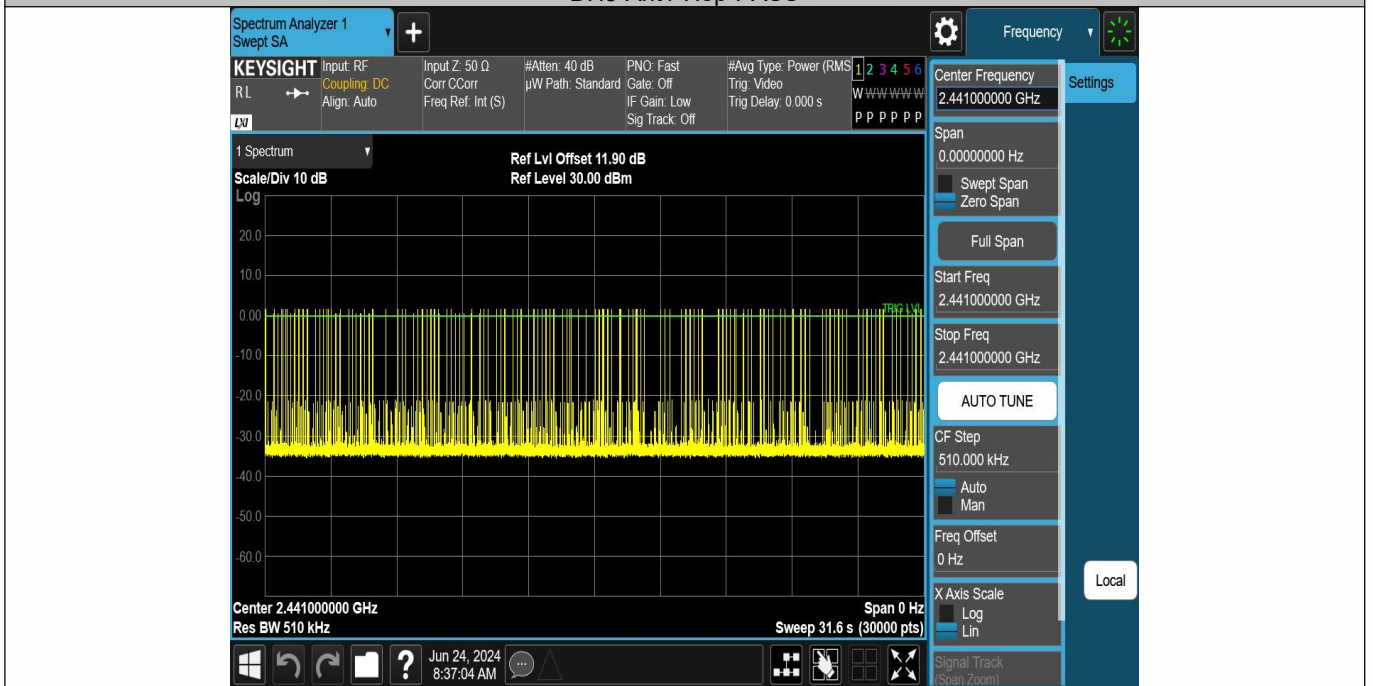 Spectrum Analyzer 1
Swept SA
+
Frequency
KEYSIGHT
RL
LXI
Input: RF
Coupling: DC
Align: Auto
Input Z: 50 Ω
Corr CCorr
Freq Ref: Int (S)
#Atten: 40 dB
µW Path: Standard
PNO: Fast
Gate: Off
IF Gain: Low
Sig Track: Off
#Avg Type: Power (RMS
Trig: Video
Trig Delay: 0.000 s
1 2 3 4 5 6
W W W W W W
P P P P P P
Center Frequency
2.441000000 GHz
Settings
Span
0.00000000 Hz
Swept Span
Zero Span
Full Span
Start Freq
2.441000000 GHz
Stop Freq
2.441000000 GHz
AUTO TUNE
CF Step
510.000 kHz
Auto
Man
Freq Offset
0 Hz
X Axis Scale
Log
Lin
Signal Track
(Span Zoom)
Local
1 Spectrum
Scale/Div 10 dB
Ref Lvl Offset 11.90 dB
Ref Level 30.00 dBm
Log
20.0
10.0
0.00
TRIG LVL
-10.0
-20.0
-30.0
-40.0
-50.0
-60.0
Center 2.441000000 GHz
Span 0 Hz
Res BW 510 kHz
Sweep 31.6 s (30000 pts)
?
Jun 24, 2024
8:37:04 AM